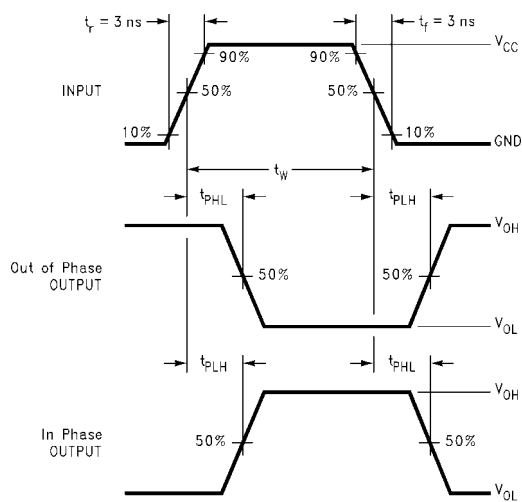 t_r = 3 ns
t_f = 3 ns
V_CC
90%
90%
INPUT
50%
50%
10%
10%
GND
t_W
t_PHL
t_PLH
V_OH
Out of Phase
OUTPUT
50%
50%
V_OL
t_PLH
t_PHL
V_OH
In Phase
OUTPUT
50%
50%
V_OL